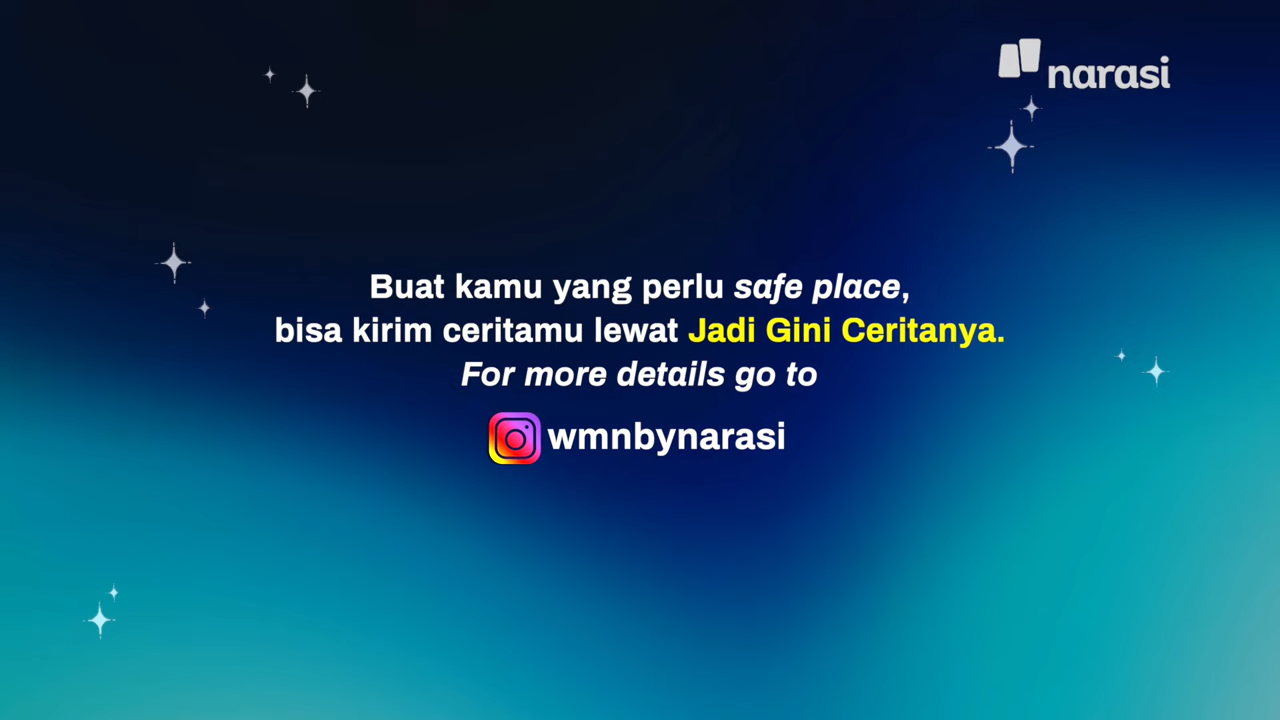 narasi
Buat kamu yang perlu safe place,
bisa kirim ceritamu lewat Jadi Gini Ceritanya.
For more details go to
wmnbynarasi